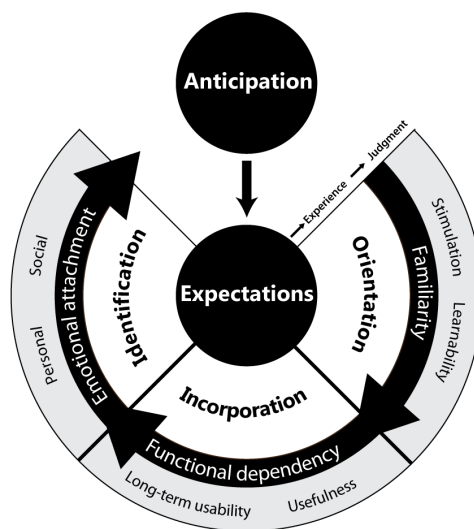 Anticipation
Expectations
Experience
Judgment
Orientation
Familiarity
Stimulation
Learnability
Incorporation
Functional dependency
Usefulness
Long-term usability
Identification
Emotional attachment
Personal
Social